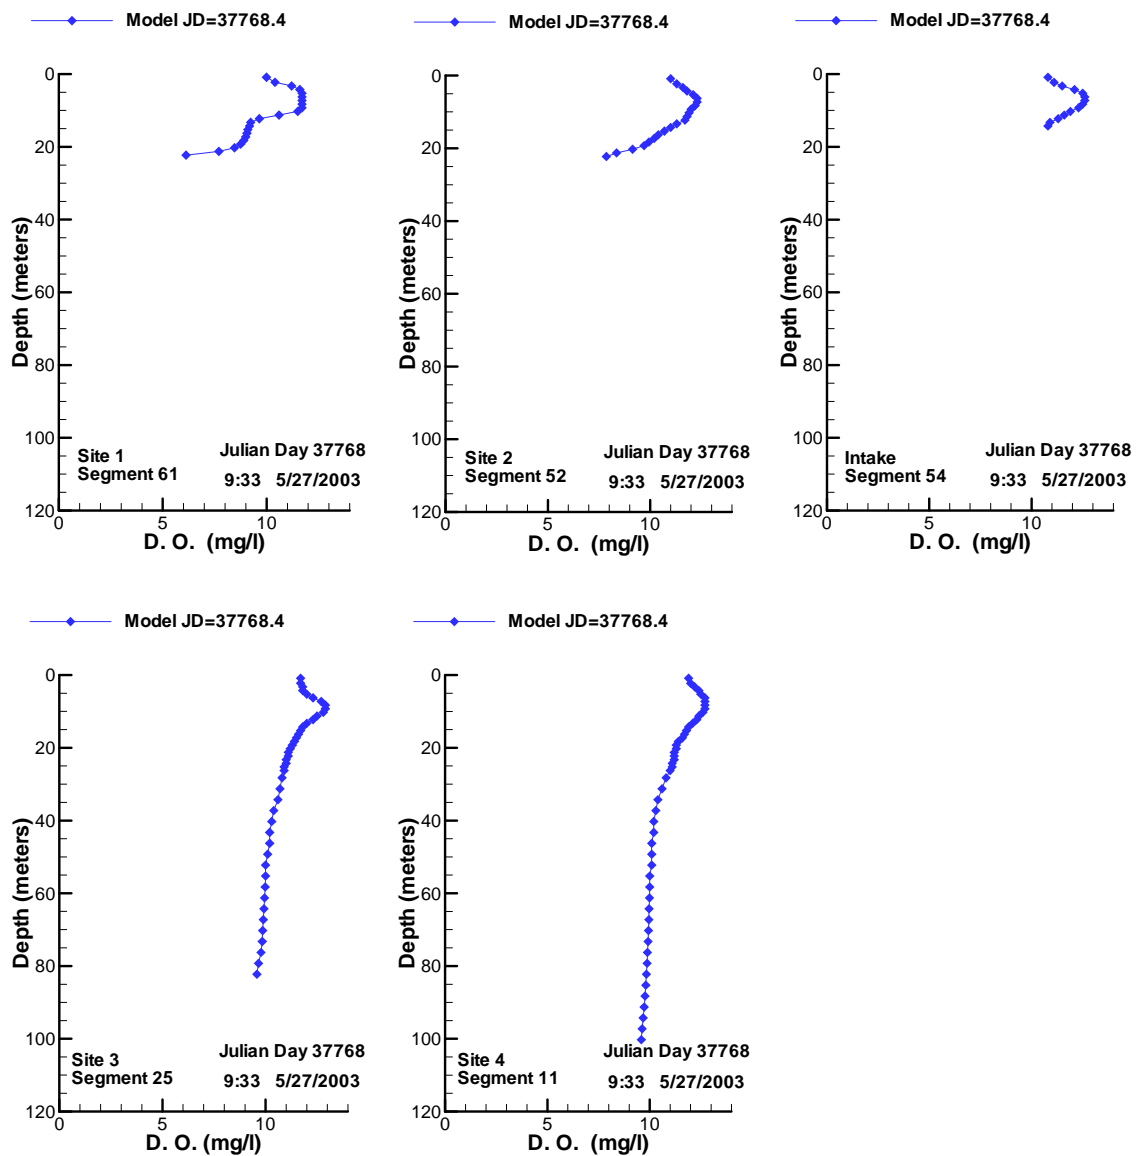 Model JD=37768.4
0
20
40
60
80
100
120
Depth (meters)
Site 1
Segment 61
Julian Day 37768
9:33 5/27/2003
0 5 10
D. O. (mg/l)
Model JD=37768.4
0
20
40
60
80
100
120
Depth (meters)
Site 2
Segment 52
Julian Day 37768
9:33 5/27/2003
0 5 10
D. O. (mg/l)
Model JD=37768.4
0
20
40
60
80
100
120
Depth (meters)
Intake
Segment 54
Julian Day 37768
9:33 5/27/2003
0 5 10
D. O. (mg/l)
Model JD=37768.4
0
20
40
60
80
100
120
Depth (meters)
Site 3
Segment 25
Julian Day 37768
9:33 5/27/2003
0 5 10
D. O. (mg/l)
Model JD=37768.4
0
20
40
60
80
100
120
Depth (meters)
Site 4
Segment 11
Julian Day 37768
9:33 5/27/2003
0 5 10
D. O. (mg/l)